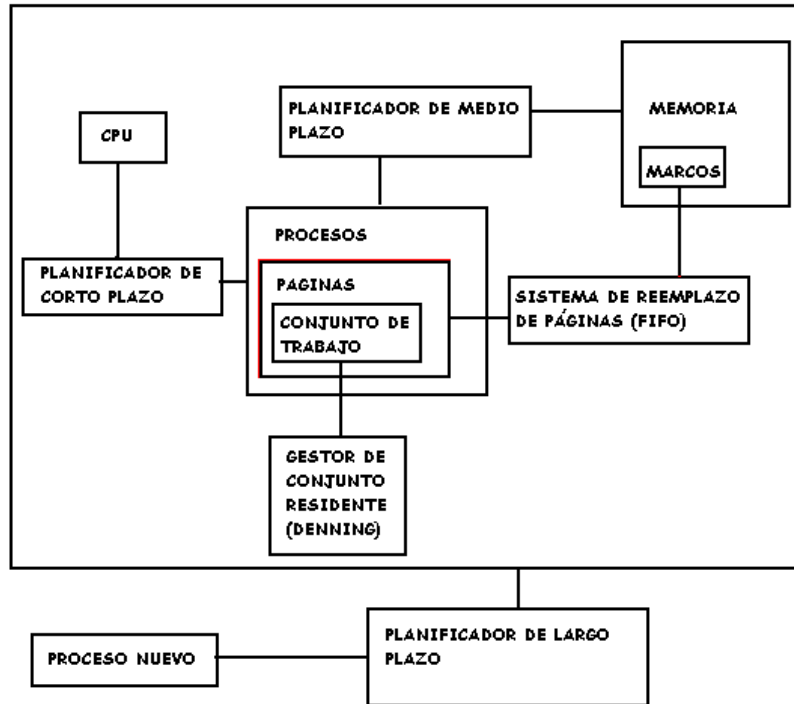 PLANIFICADOR DE MEDIO
PLAZO
MEMORIA
CPU
MARCOS
PROCESOS
PLANIFICADOR DE
CORTO PLAZO
PAGINAS
SISTEMA DE REEMPLAZO
DE PÁGINAS (FIFO)
CONJUNTO DE
TRABAJO
GESTOR DE
CONJUNTO
RESIDENTE
(DENNING)
PLANIFICADOR DE LARGO
PLAZO
PROCESO NUEVO